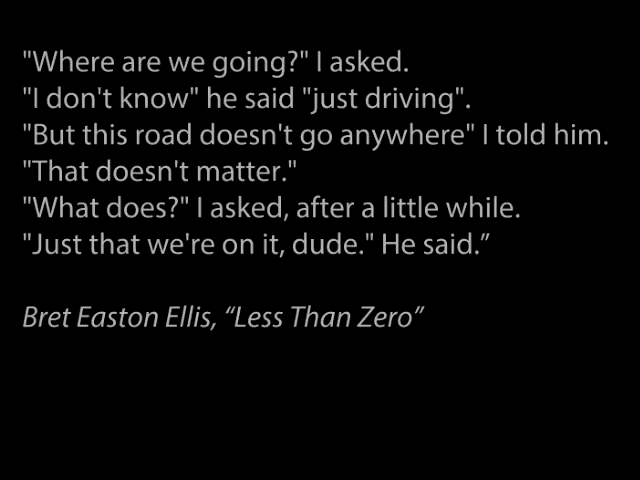 "Where are we going?" I asked.
"I don't know" he said "just driving".
"But this road doesn't go anywhere" I told him.
"That doesn't matter."
"What does?" I asked, after a little while.
"Just that we're on it, dude." He said.”
Bret Easton Ellis, “Less Than Zero”